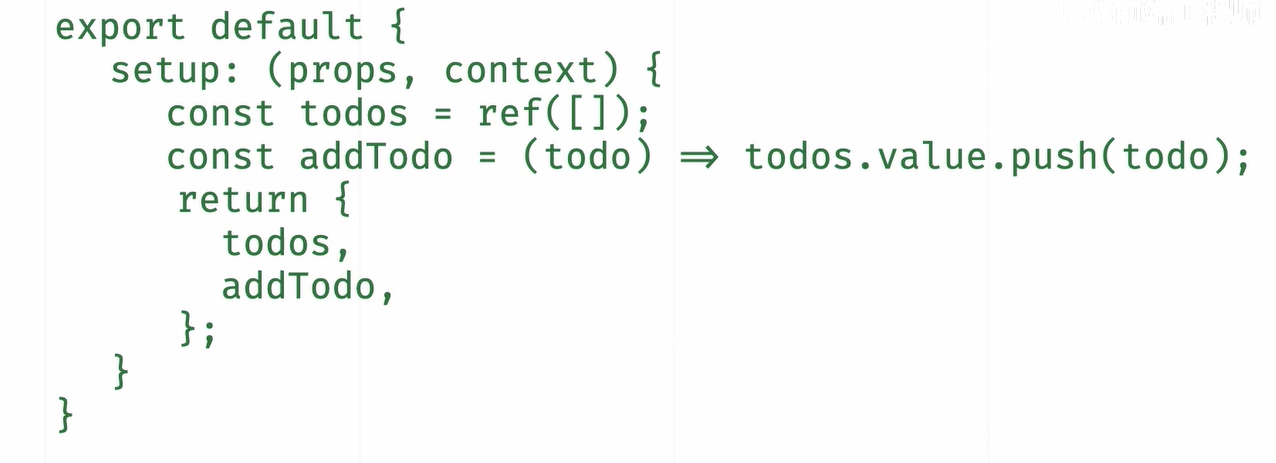 export default {
   setup: (props, context) {
      const todos = ref([]);
      const addTodo = (todo) => todos.value.push(todo);
      return {
        todos,
        addTodo,
      };
   }
}